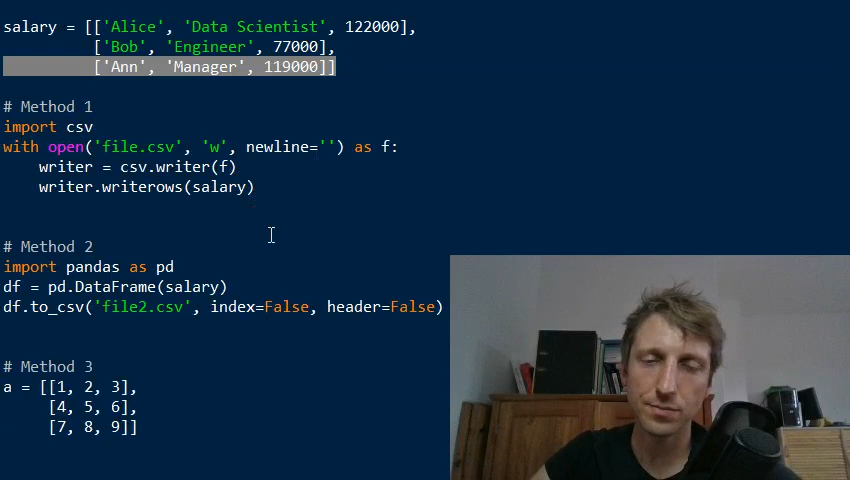 salary = [['Alice', 'Data Scientist', 122000],
['Bob', 'Engineer', 77000],
['Ann', 'Manager', 119000]]
# Method 1
import csv
with open('file.csv', 'w', newline='') as f:
writer = csv.writer(f)
writer.writerows(salary)
# Method 2
import pandas as pd
df = pd.DataFrame(salary)
df.to_csv('file2.csv', index=False, header=False)
# Method 3
a = [[1, 2, 3],
[4, 5, 6],
[7, 8, 9]]